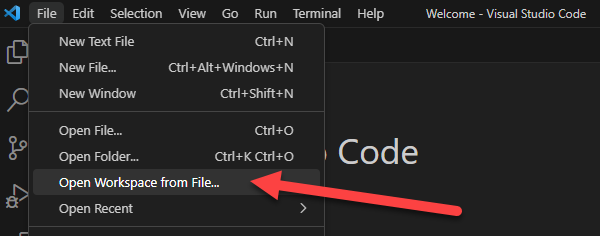 File Edit Selection View Go Run Terminal Help Welcome - Visual Studio Code
New Text File Ctrl+N
New File... Ctrl+Alt+Windows+N
New Window Ctrl+Shift+N
Open File... Ctrl+O
Open Folder... Ctrl+K Ctrl+O
Code
Open Workspace from File...
Open Recent